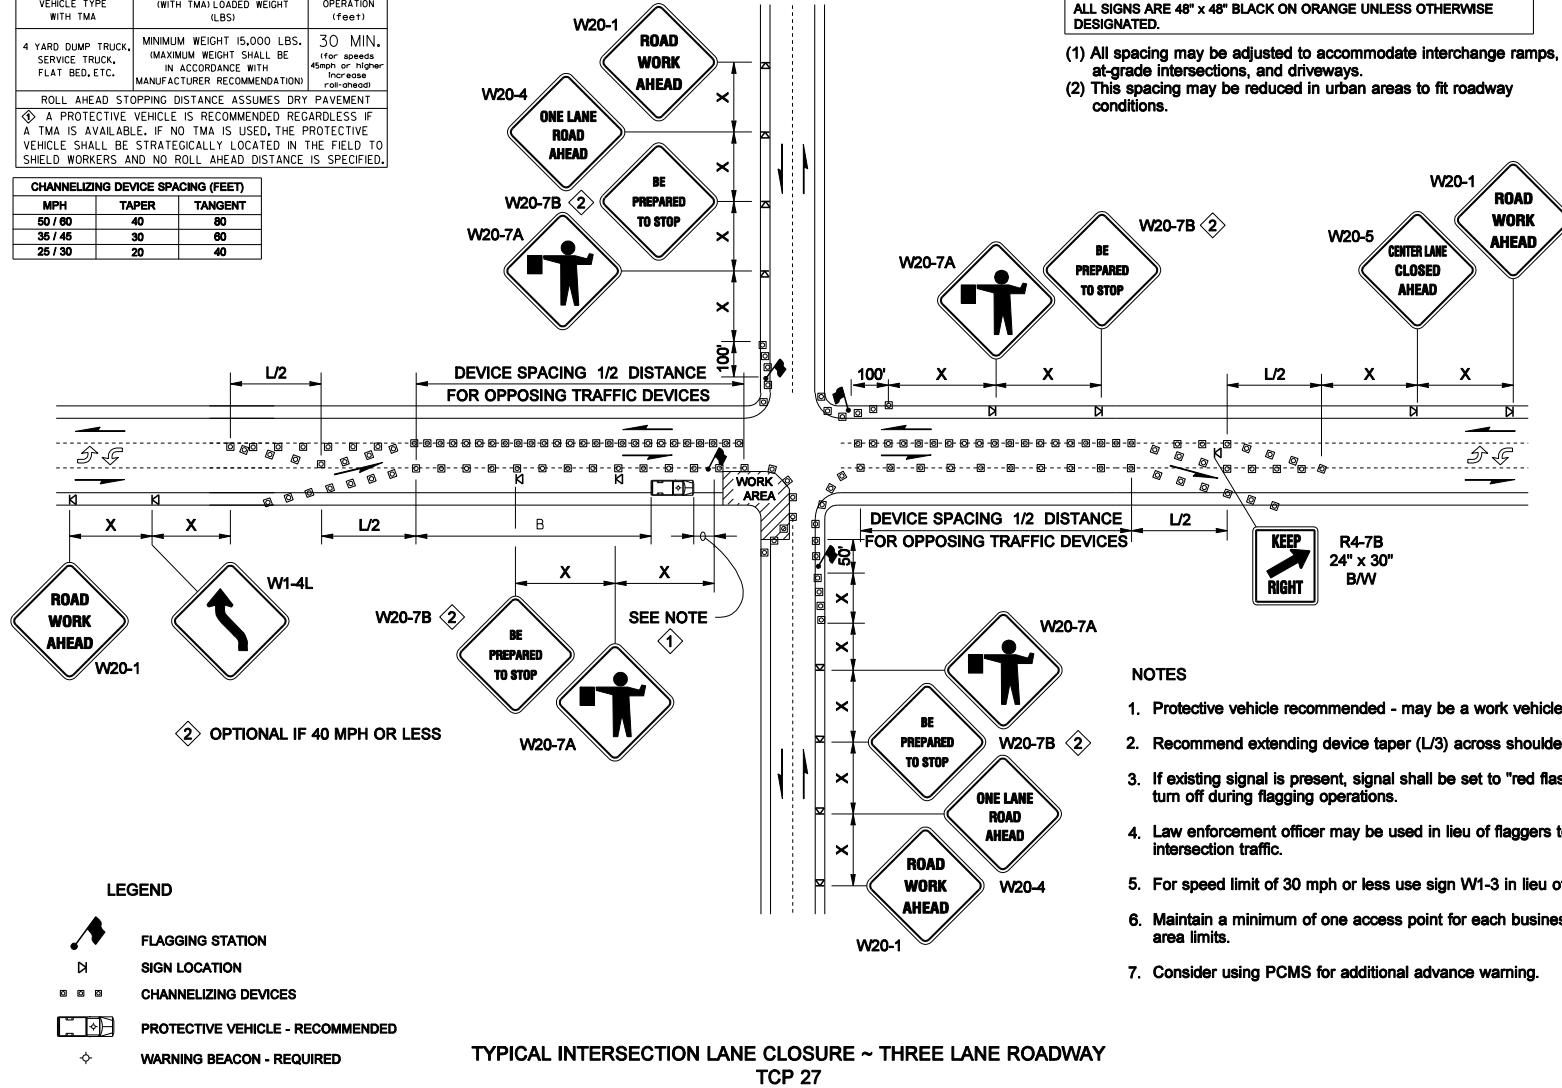 VEHICLE TYPE
WITH TMA
(WITH TMA) LOADED WEIGHT
(LBS)
OPERATION
(feet)
4 YARD DUMP TRUCK,
SERVICE TRUCK,
FLAT BED, ETC.
MINIMUM WEIGHT 15,000 LBS.
(MAXIMUM WEIGHT SHALL BE
IN ACCORDANCE WITH
MANUFACTURER RECOMMENDATION)
30 MIN.
(for speeds
45mph or higher
increase
roll-ahead)
ROLL AHEAD STOPPING DISTANCE ASSUMES DRY PAVEMENT
1 A PROTECTIVE VEHICLE IS RECOMMENDED REGARDLESS IF
A TMA IS AVAILABLE. IF NO TMA IS USED, THE PROTECTIVE
VEHICLE SHALL BE STRATEGICALLY LOCATED IN THE FIELD TO
SHIELD WORKERS AND NO ROLL AHEAD DISTANCE IS SPECIFIED.
CHANNELIZING DEVICE SPACING (FEET)
MPH TAPER TANGENT
50 / 60 40 80
35 / 45 30 60
25 / 30 20 40
ALL SIGNS ARE 48" x 48" BLACK ON ORANGE UNLESS OTHERWISE
DESIGNATED.
(1) All spacing may be adjusted to accommodate interchange ramps,
at-grade intersections, and driveways.
(2) This spacing may be reduced in urban areas to fit roadway
conditions.
W20-1
ROAD
WORK
AHEAD
W20-4
ONE LANE
ROAD
AHEAD
W20-7B 2
BE
PREPARED
TO STOP
W20-7A
X
X
X
X
100'
W20-7A
W20-7B 2
BE
PREPARED
TO STOP
W20-5
CENTER LANE
CLOSED
AHEAD
W20-1
ROAD
WORK
AHEAD
L/2
DEVICE SPACING 1/2 DISTANCE
FOR OPPOSING TRAFFIC DEVICES
100'
X
X
L/2
X
X
WORK
AREA
X
X
L/2
B
DEVICE SPACING 1/2 DISTANCE
FOR OPPOSING TRAFFIC DEVICES
L/2
50'
KEEP
RIGHT
R4-7B
24" x 30"
B/W
ROAD
WORK
AHEAD
W20-1
W1-4L
X
X
W20-7B 2
BE
PREPARED
TO STOP
W20-7A
SEE NOTE
1
2 OPTIONAL IF 40 MPH OR LESS
X
X
X
X
X
W20-7A
BE
PREPARED
TO STOP
W20-7B 2
ONE LANE
ROAD
AHEAD
W20-4
ROAD
WORK
AHEAD
W20-1
NOTES
1. Protective vehicle recommended - may be a work vehicle
2. Recommend extending device taper (L/3) across shoulde
3. If existing signal is present, signal shall be set to "red flas
turn off during flagging operations.
4. Law enforcement officer may be used in lieu of flaggers t
intersection traffic.
5. For speed limit of 30 mph or less use sign W1-3 in lieu o
6. Maintain a minimum of one access point for each busines
area limits.
7. Consider using PCMS for additional advance warning.
LEGEND
FLAGGING STATION
SIGN LOCATION
CHANNELIZING DEVICES
PROTECTIVE VEHICLE - RECOMMENDED
WARNING BEACON - REQUIRED
TYPICAL INTERSECTION LANE CLOSURE ~ THREE LANE ROADWAY
TCP 27